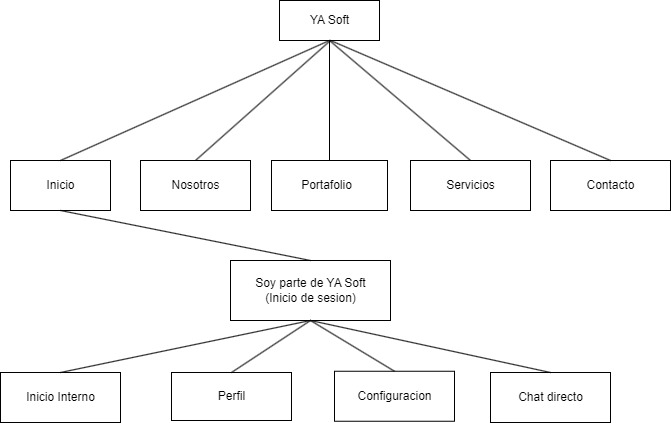 YA Soft
Inicio
Nosotros
Portafolio
Servicios
Contacto
Soy parte de YA Soft
(Inicio de sesion)
Inicio Interno
Perfil
Configuracion
Chat directo